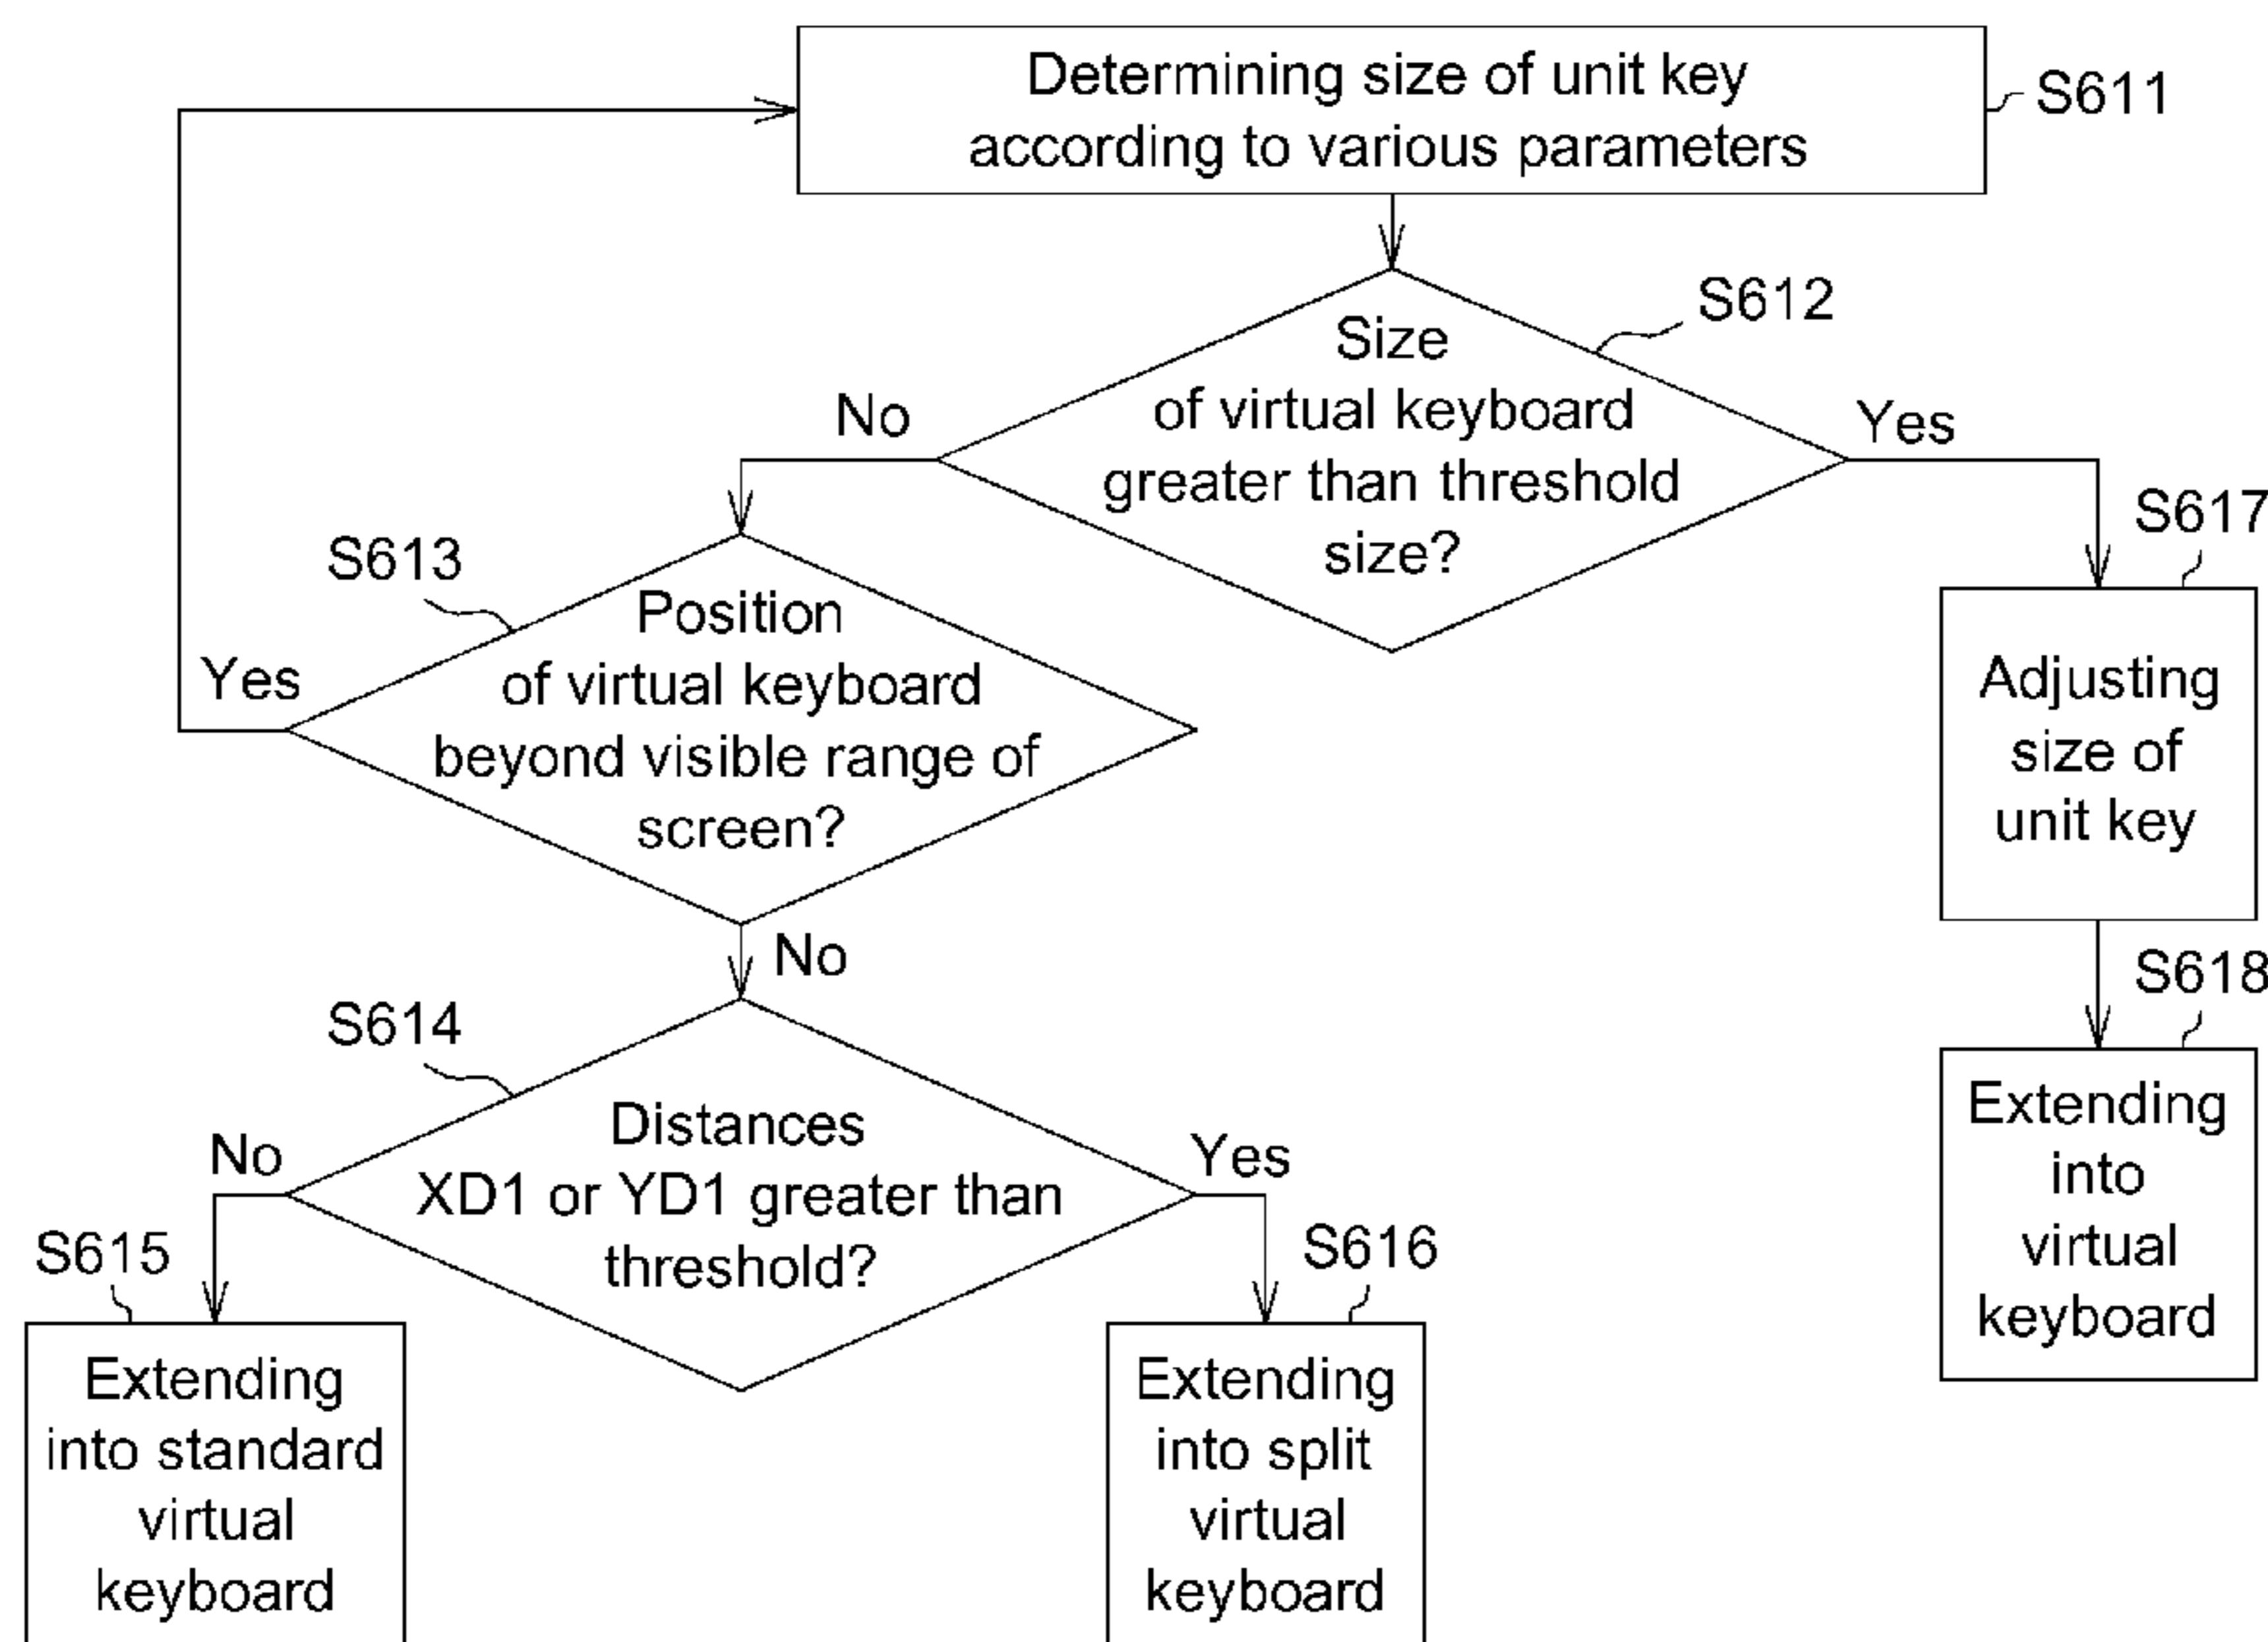 Determining size of unit key
according to various parameters
S611
S612
Size
of virtual keyboard
greater than threshold
size?
No
Yes
S613
Position
of virtual keyboard
beyond visible range of
screen?
Yes
No
S617
Adjusting
size of
unit key
S618
Extending
into
virtual
keyboard
S614
Distances
XD1 or YD1 greater than
threshold?
No
Yes
S615
Extending
into standard
virtual
keyboard
S616
Extending
into split
virtual
keyboard